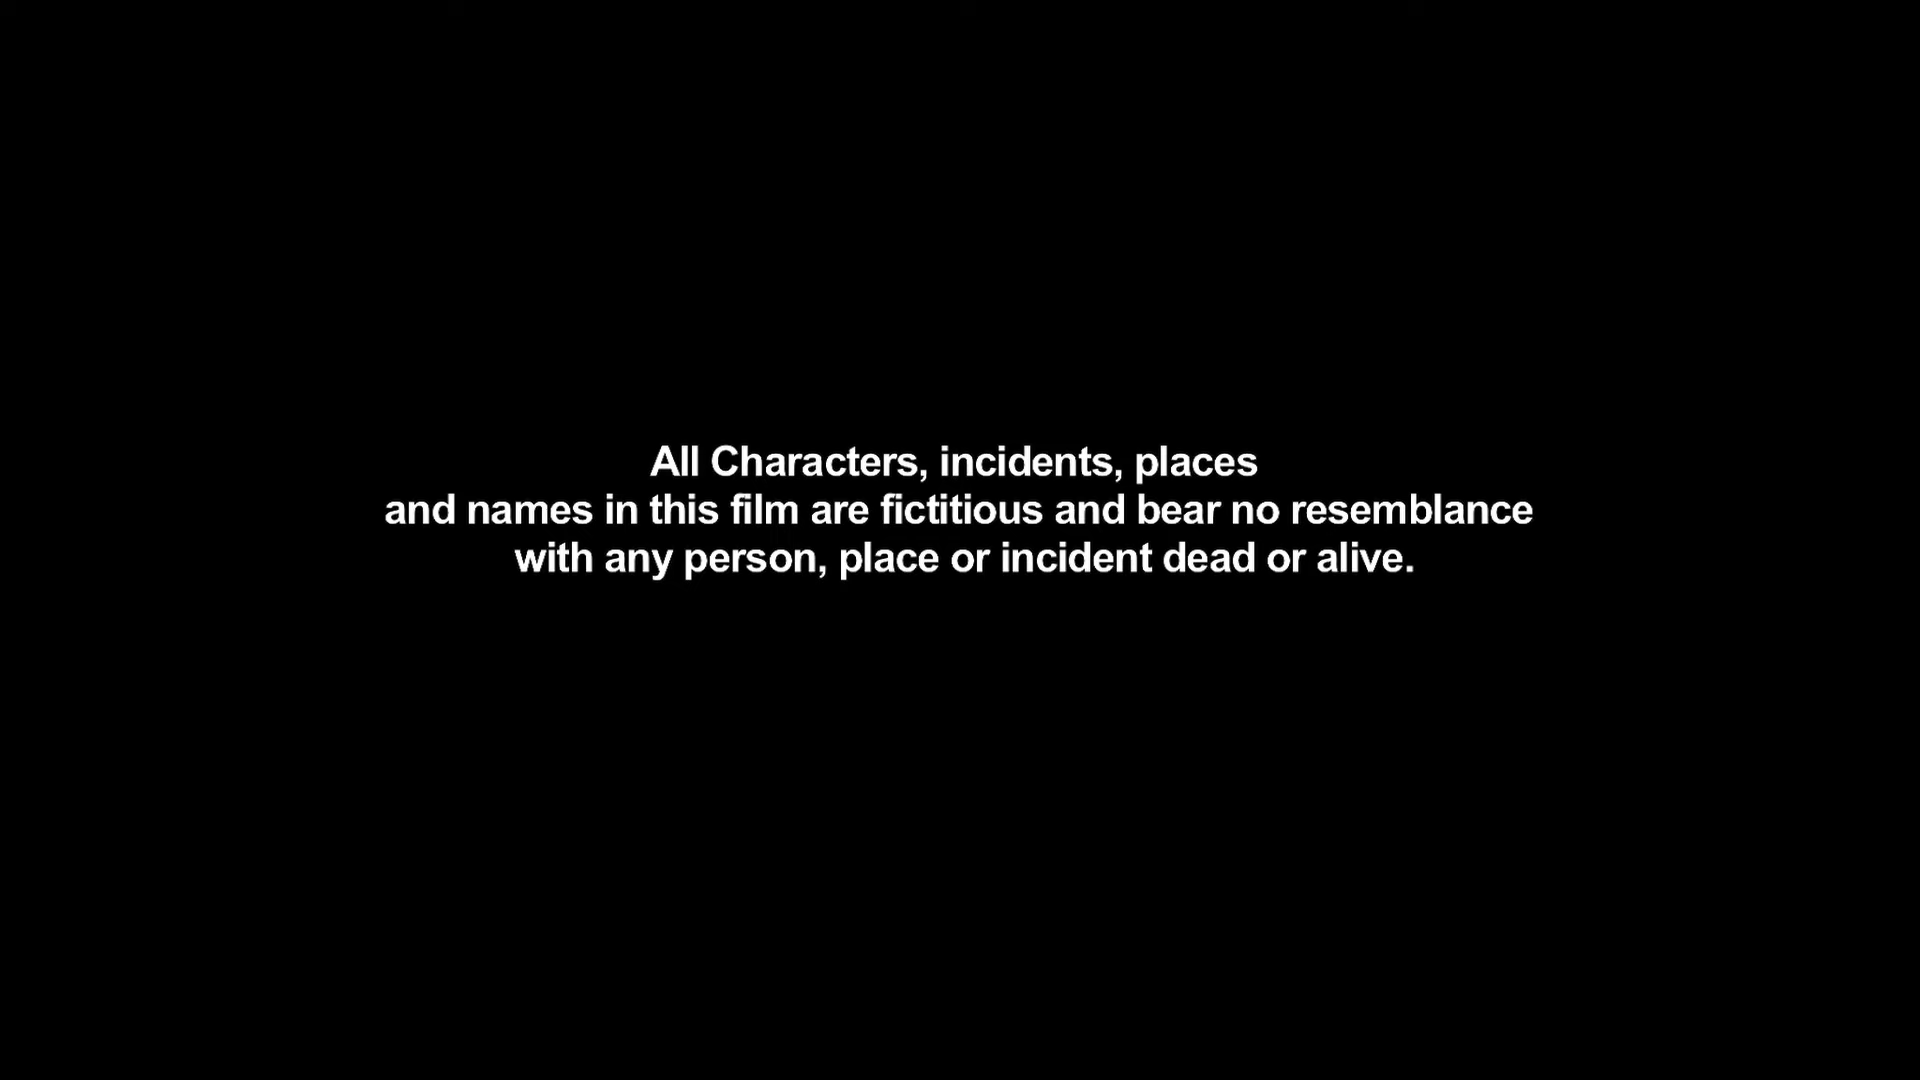 All Characters, incidents, places
and names in this film are fictitious and bear no resemblance
with any person, place or incident dead or alive.